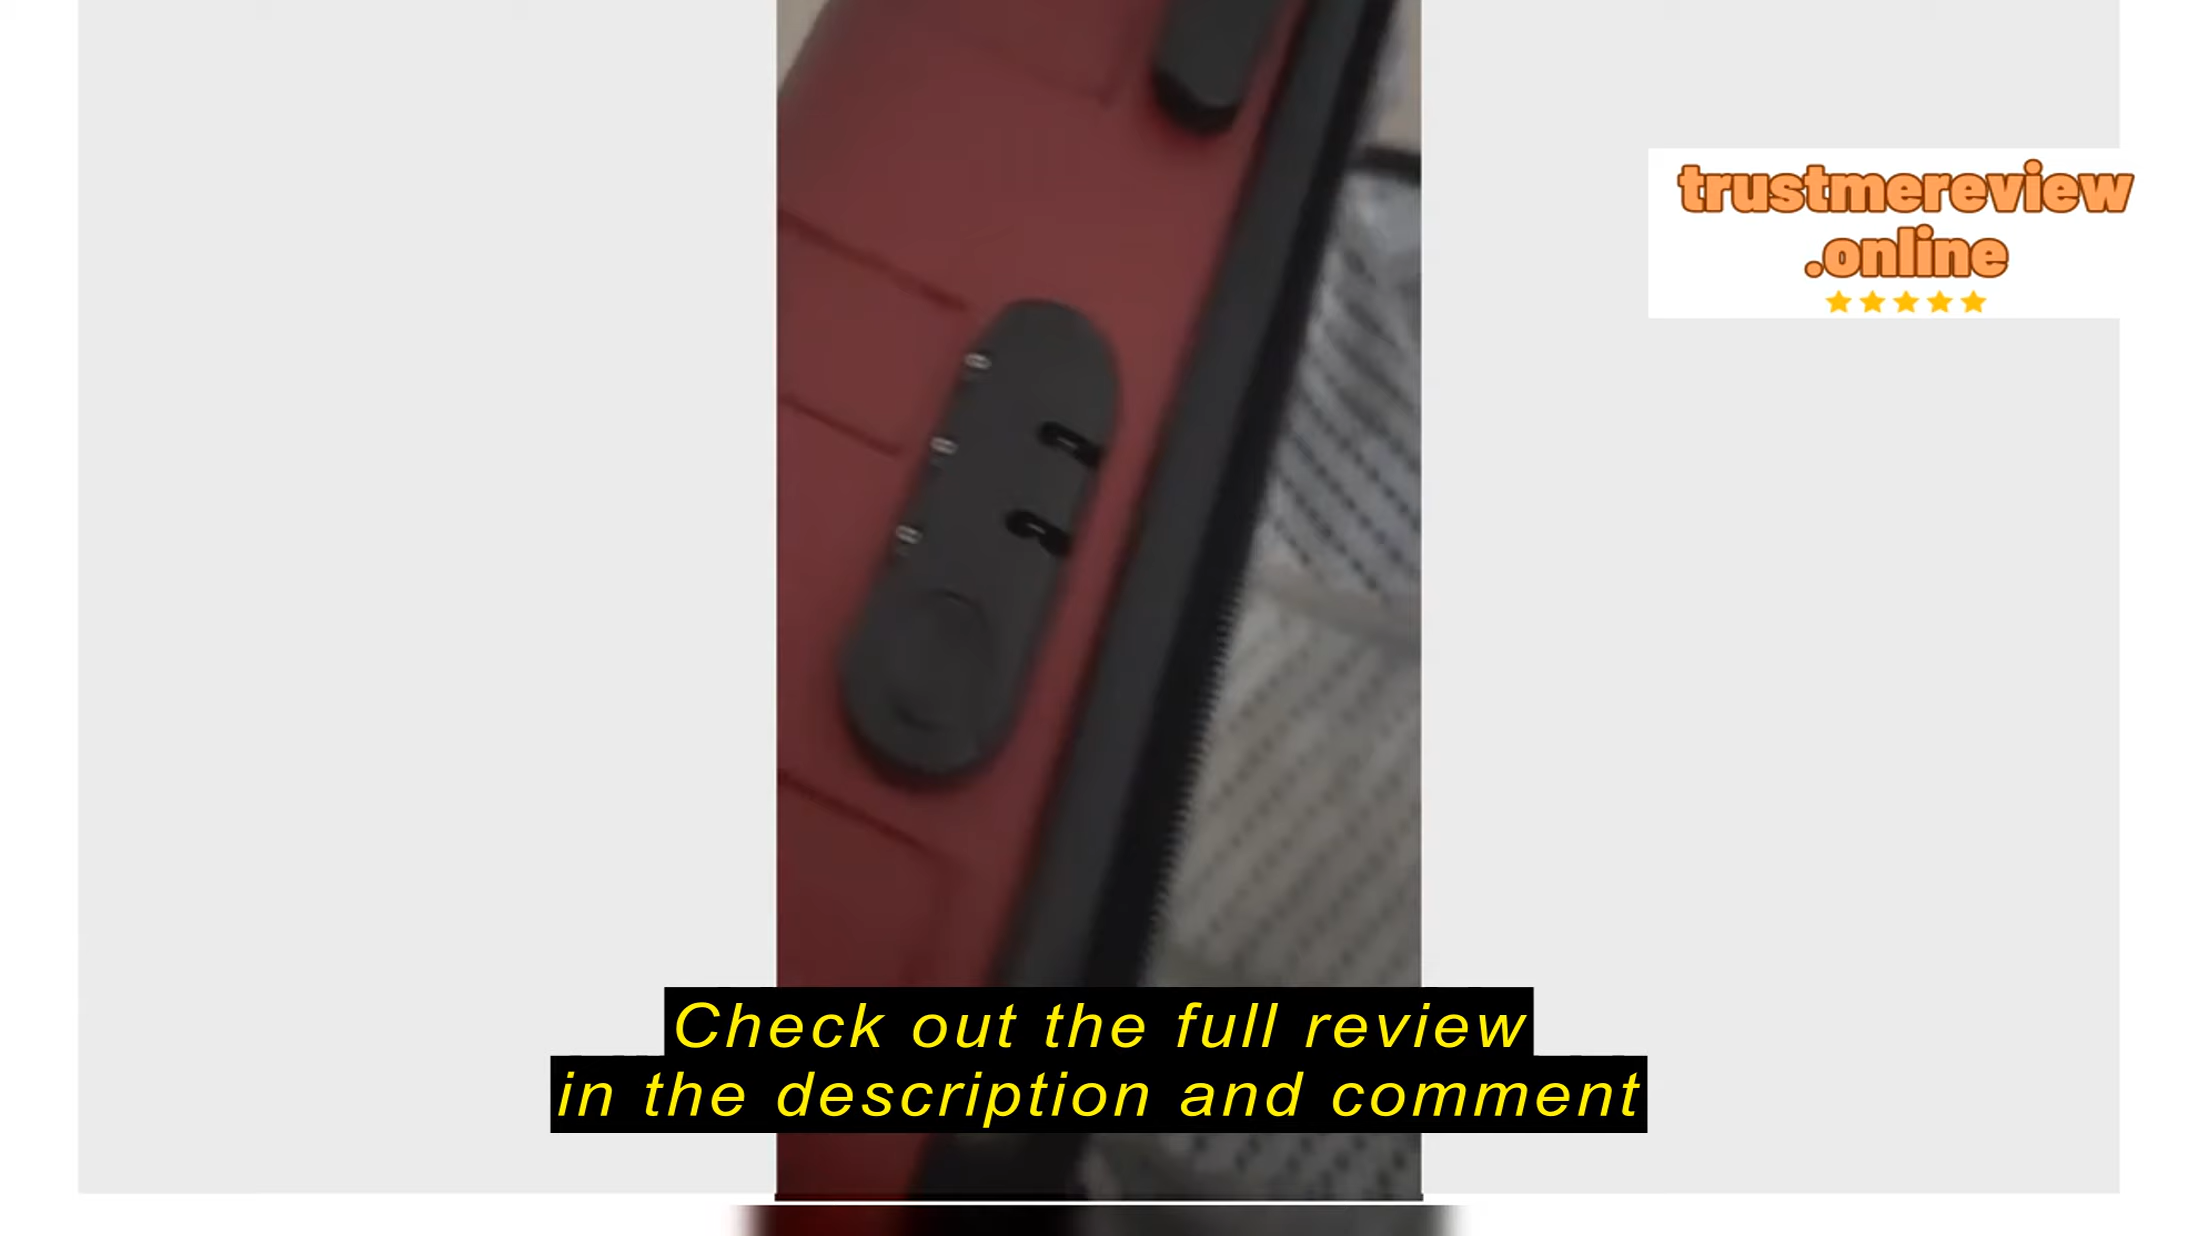 trustmereview
.online
Check out the full review
in the description and comment